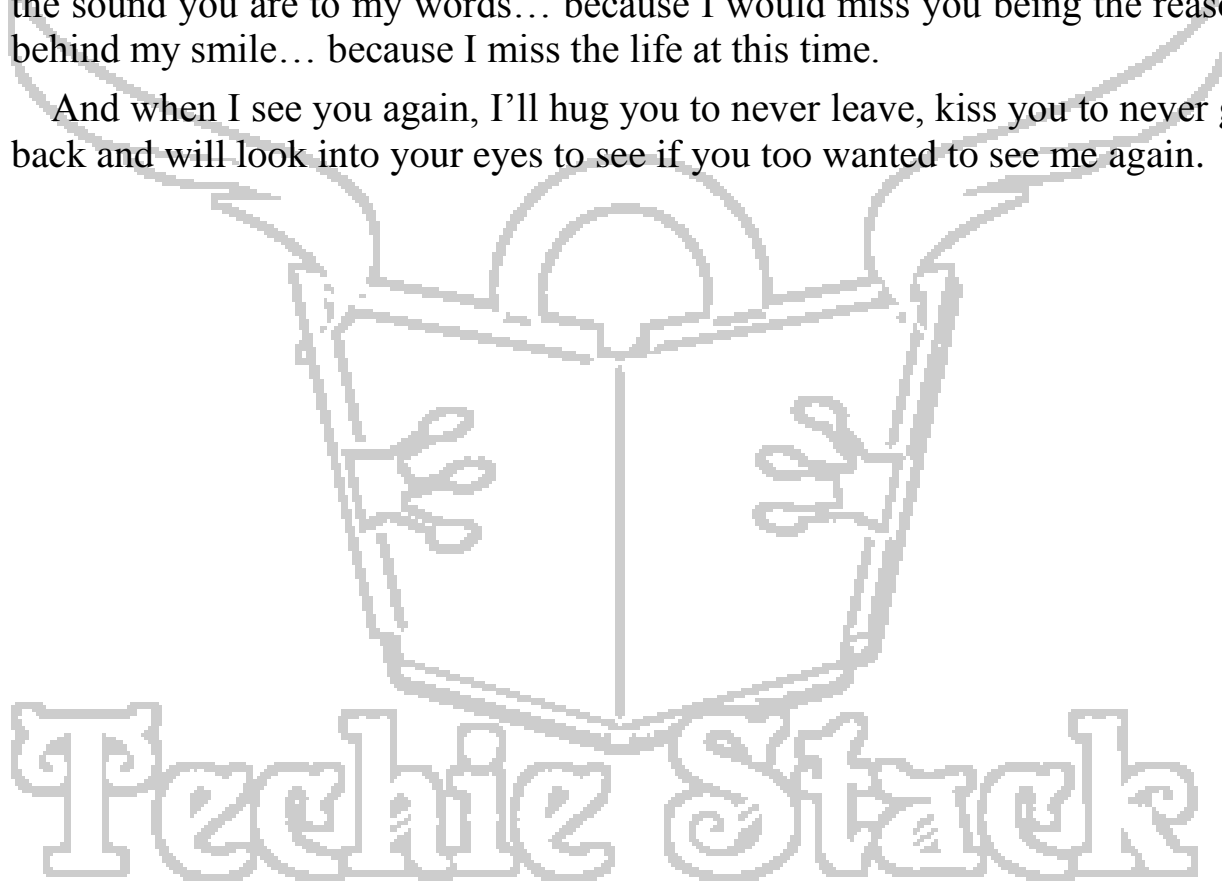 the sound you are to my words… because I would miss you being the
behind my smile… because I miss the life at this time.
And when I see you again, I’ll hug you to never leave, kiss you to never
back and will look into your eyes to see if you too wanted to see me again.
Techie Stack